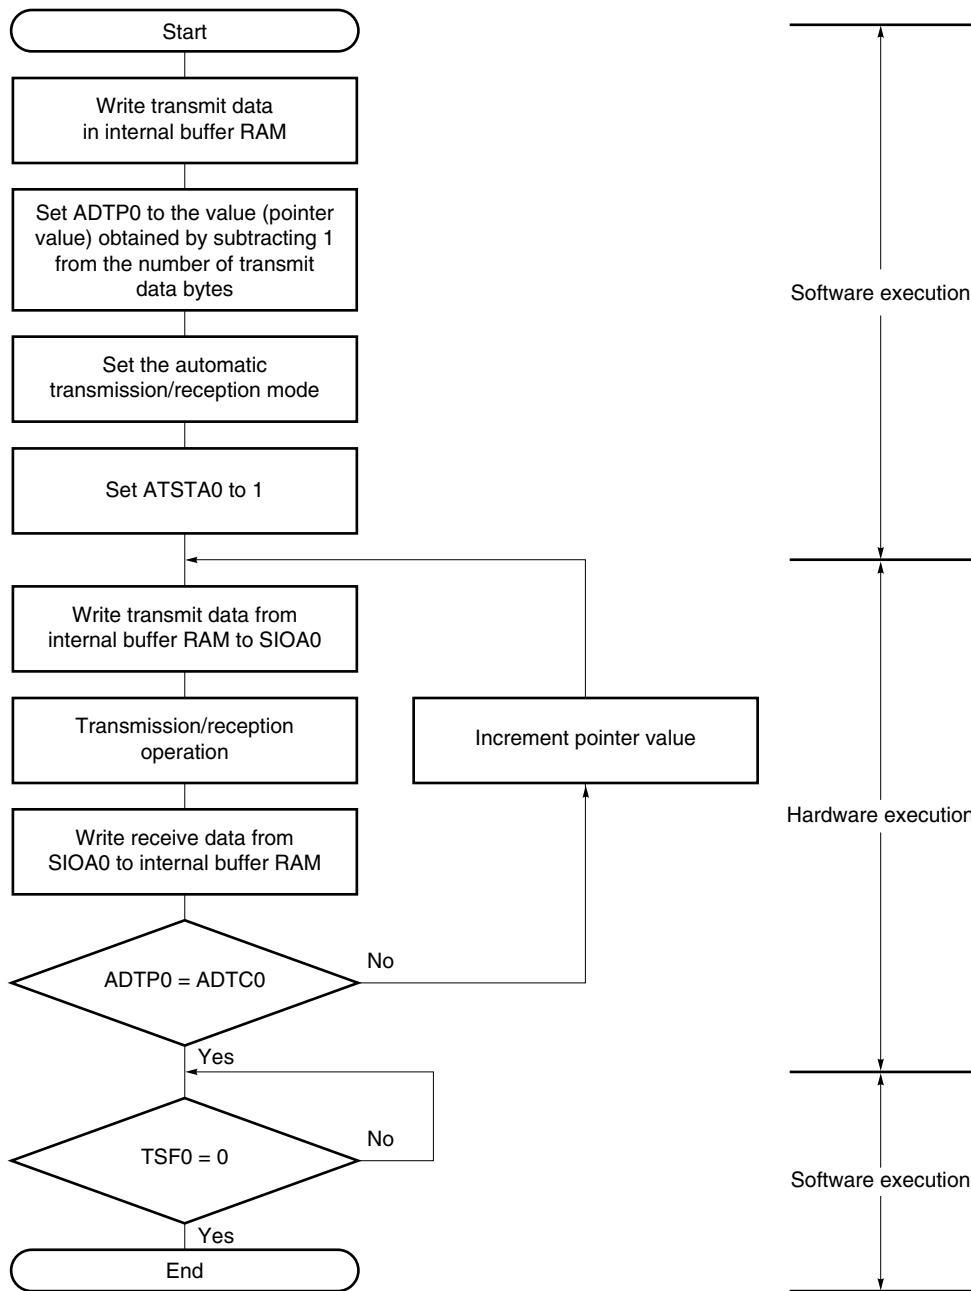 Start
Write transmit data
in internal buffer RAM
Set ADTP0 to the value (pointer
value) obtained by subtracting 1
from the number of transmit
data bytes
Software execution
Set the automatic
transmission/reception mode
Set ATSTA0 to 1
Write transmit data from
internal buffer RAM to SIOA0
Transmission/reception
operation
Increment pointer value
Hardware execution
Write receive data from
SIOA0 to internal buffer RAM
ADTP0 = ADTC0
No
Yes
TSF0 = 0
No
Software execution
Yes
End